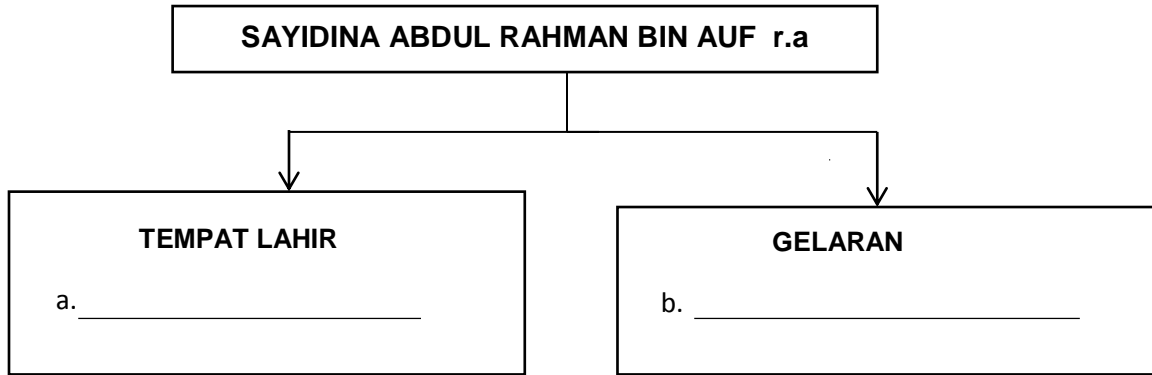 SAYIDINA ABDUL RAHMAN BIN AUF r.a
TEMPAT LAHIR
a.
GELARAN
b.